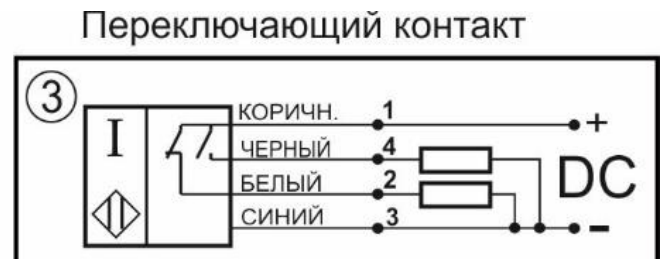 Переключающий контакт
3
I
КОРИЧН. 1 +
ЧЕРНЫЙ 4
DC
БЕЛЫЙ 2
СИНИЙ 3 -